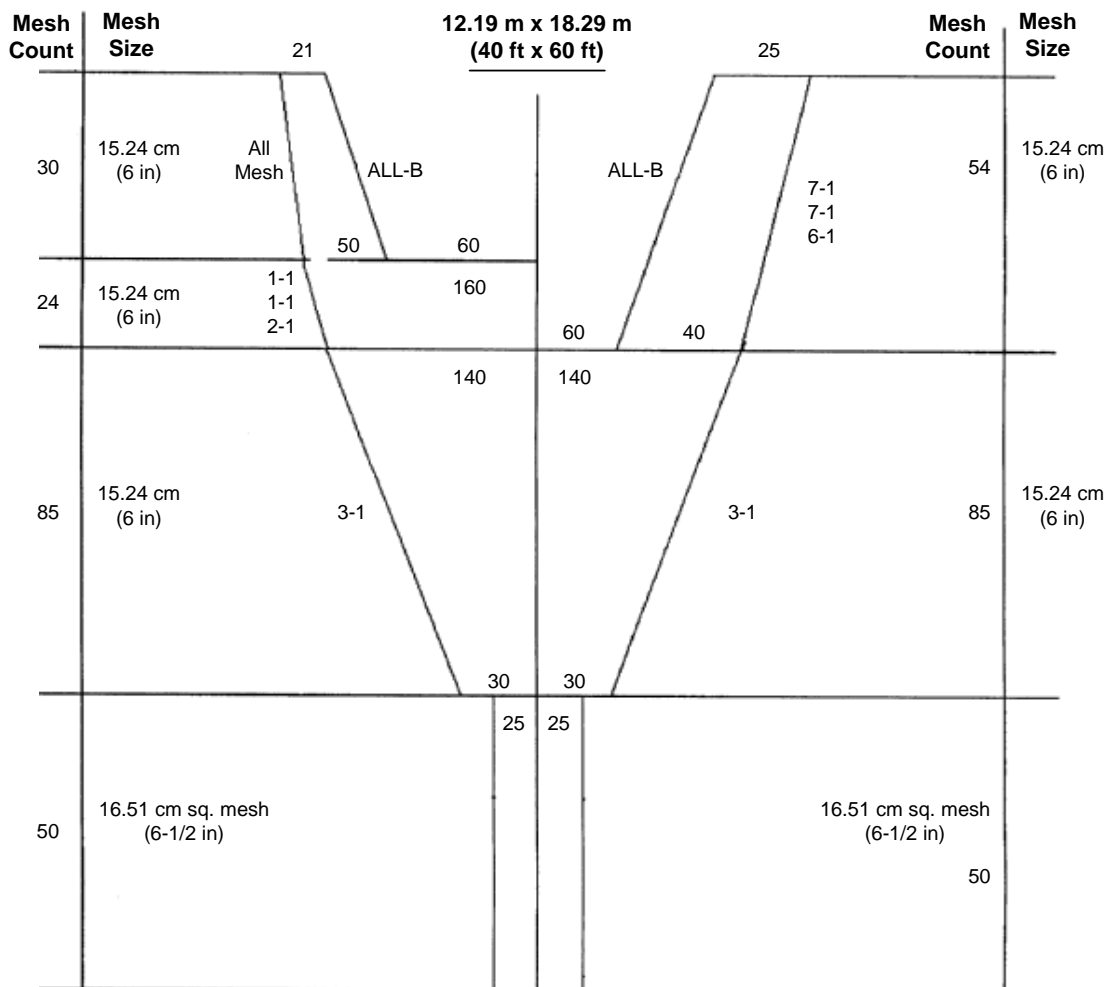 Mesh Count
Mesh Size
12.19 m x 18.29 m
(40 ft x 60 ft)
Mesh Count
Mesh Size
21
25
30
15.24 cm
(6 in)
All
Mesh
ALL-B
ALL-B
7-1
7-1
6-1
54
15.24 cm
(6 in)
50
60
24
15.24 cm
(6 in)
1-1
1-1
2-1
160
60
40
140
140
85
15.24 cm
(6 in)
3-1
3-1
85
15.24 cm
(6 in)
30
30
25
25
50
16.51 cm sq. mesh
(6-1/2 in)
16.51 cm sq. mesh
(6-1/2 in)
50